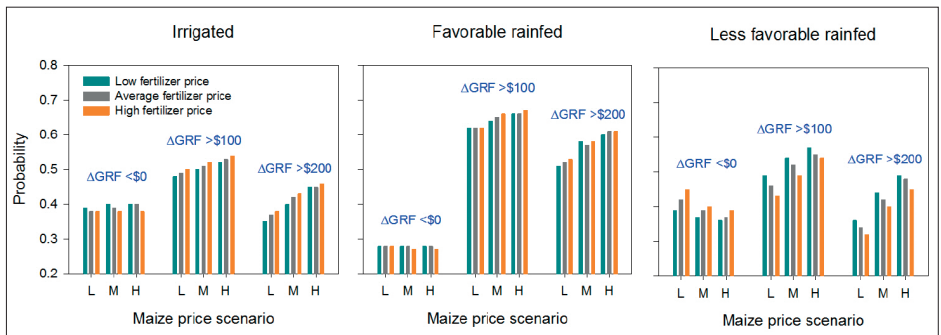 Irrigated
Favorable rainfed
Less favorable rainfed
0.8
0.7
0.6
0.5
0.4
0.3
0.2
Probability
Low fertilizer price
Average fertilizer price
High fertilizer price
ΔGRF <$0
ΔGRF >$100
ΔGRF >$200
ΔGRF <$0
ΔGRF >$100
ΔGRF >$200
ΔGRF <$0
ΔGRF >$100
ΔGRF >$200
L M H L M H L M H
L M H L M H L M H
L M H L M H L M H
Maize price scenario
Maize price scenario
Maize price scenario